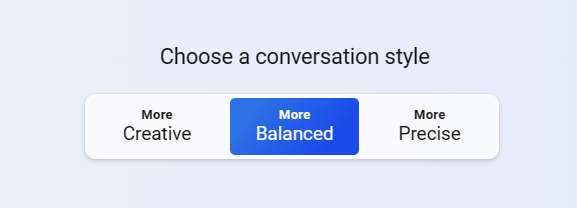 Choose a conversation style
More
Creative
More
Balanced
More
Precise